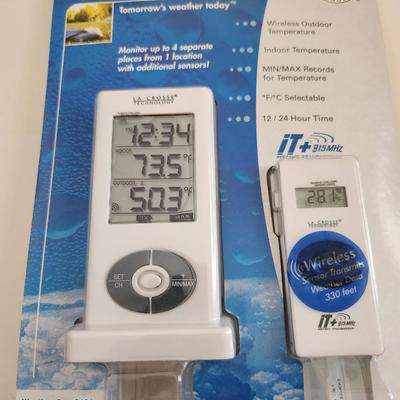 Tomorrow's weather today™
Monitor up to 4 separate
places from 1 location
with additional sensors!
Wireless Outdoor
Temperature
Indoor Temperature
MIN/MAX Records
for Temperature
°F/°C Selectable
12 / 24 Hour Time
IT+ 915MHz
LA CROSSE®
TECHNOLOGY
12:34
INDOOR
73.5°F
OUTDOOR
50.3°F
SET
CH
+
MIN/MAX
28.1
LA CROSSE®
TECHNOLOGY
Wireless
Sensor Transmits
Weather Data
330 feet
IT+ 915MHz